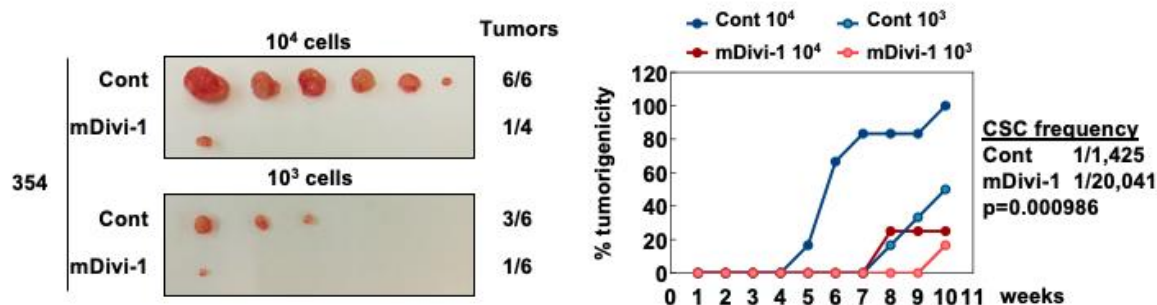 354
10⁴ cells
Tumors
Cont
6/6
mDivi-1
1/4
10³ cells
Cont
3/6
mDivi-1
1/6
Cont 10⁴
Cont 10³
mDivi-1 10⁴
mDivi-1 10³
% tumorigenicity
120
100
80
60
40
20
0
0 1 2 3 4 5 6 7 8 9 10 11 weeks
CSC frequency
Cont 1/1,425
mDivi-1 1/20,041
p=0.000986